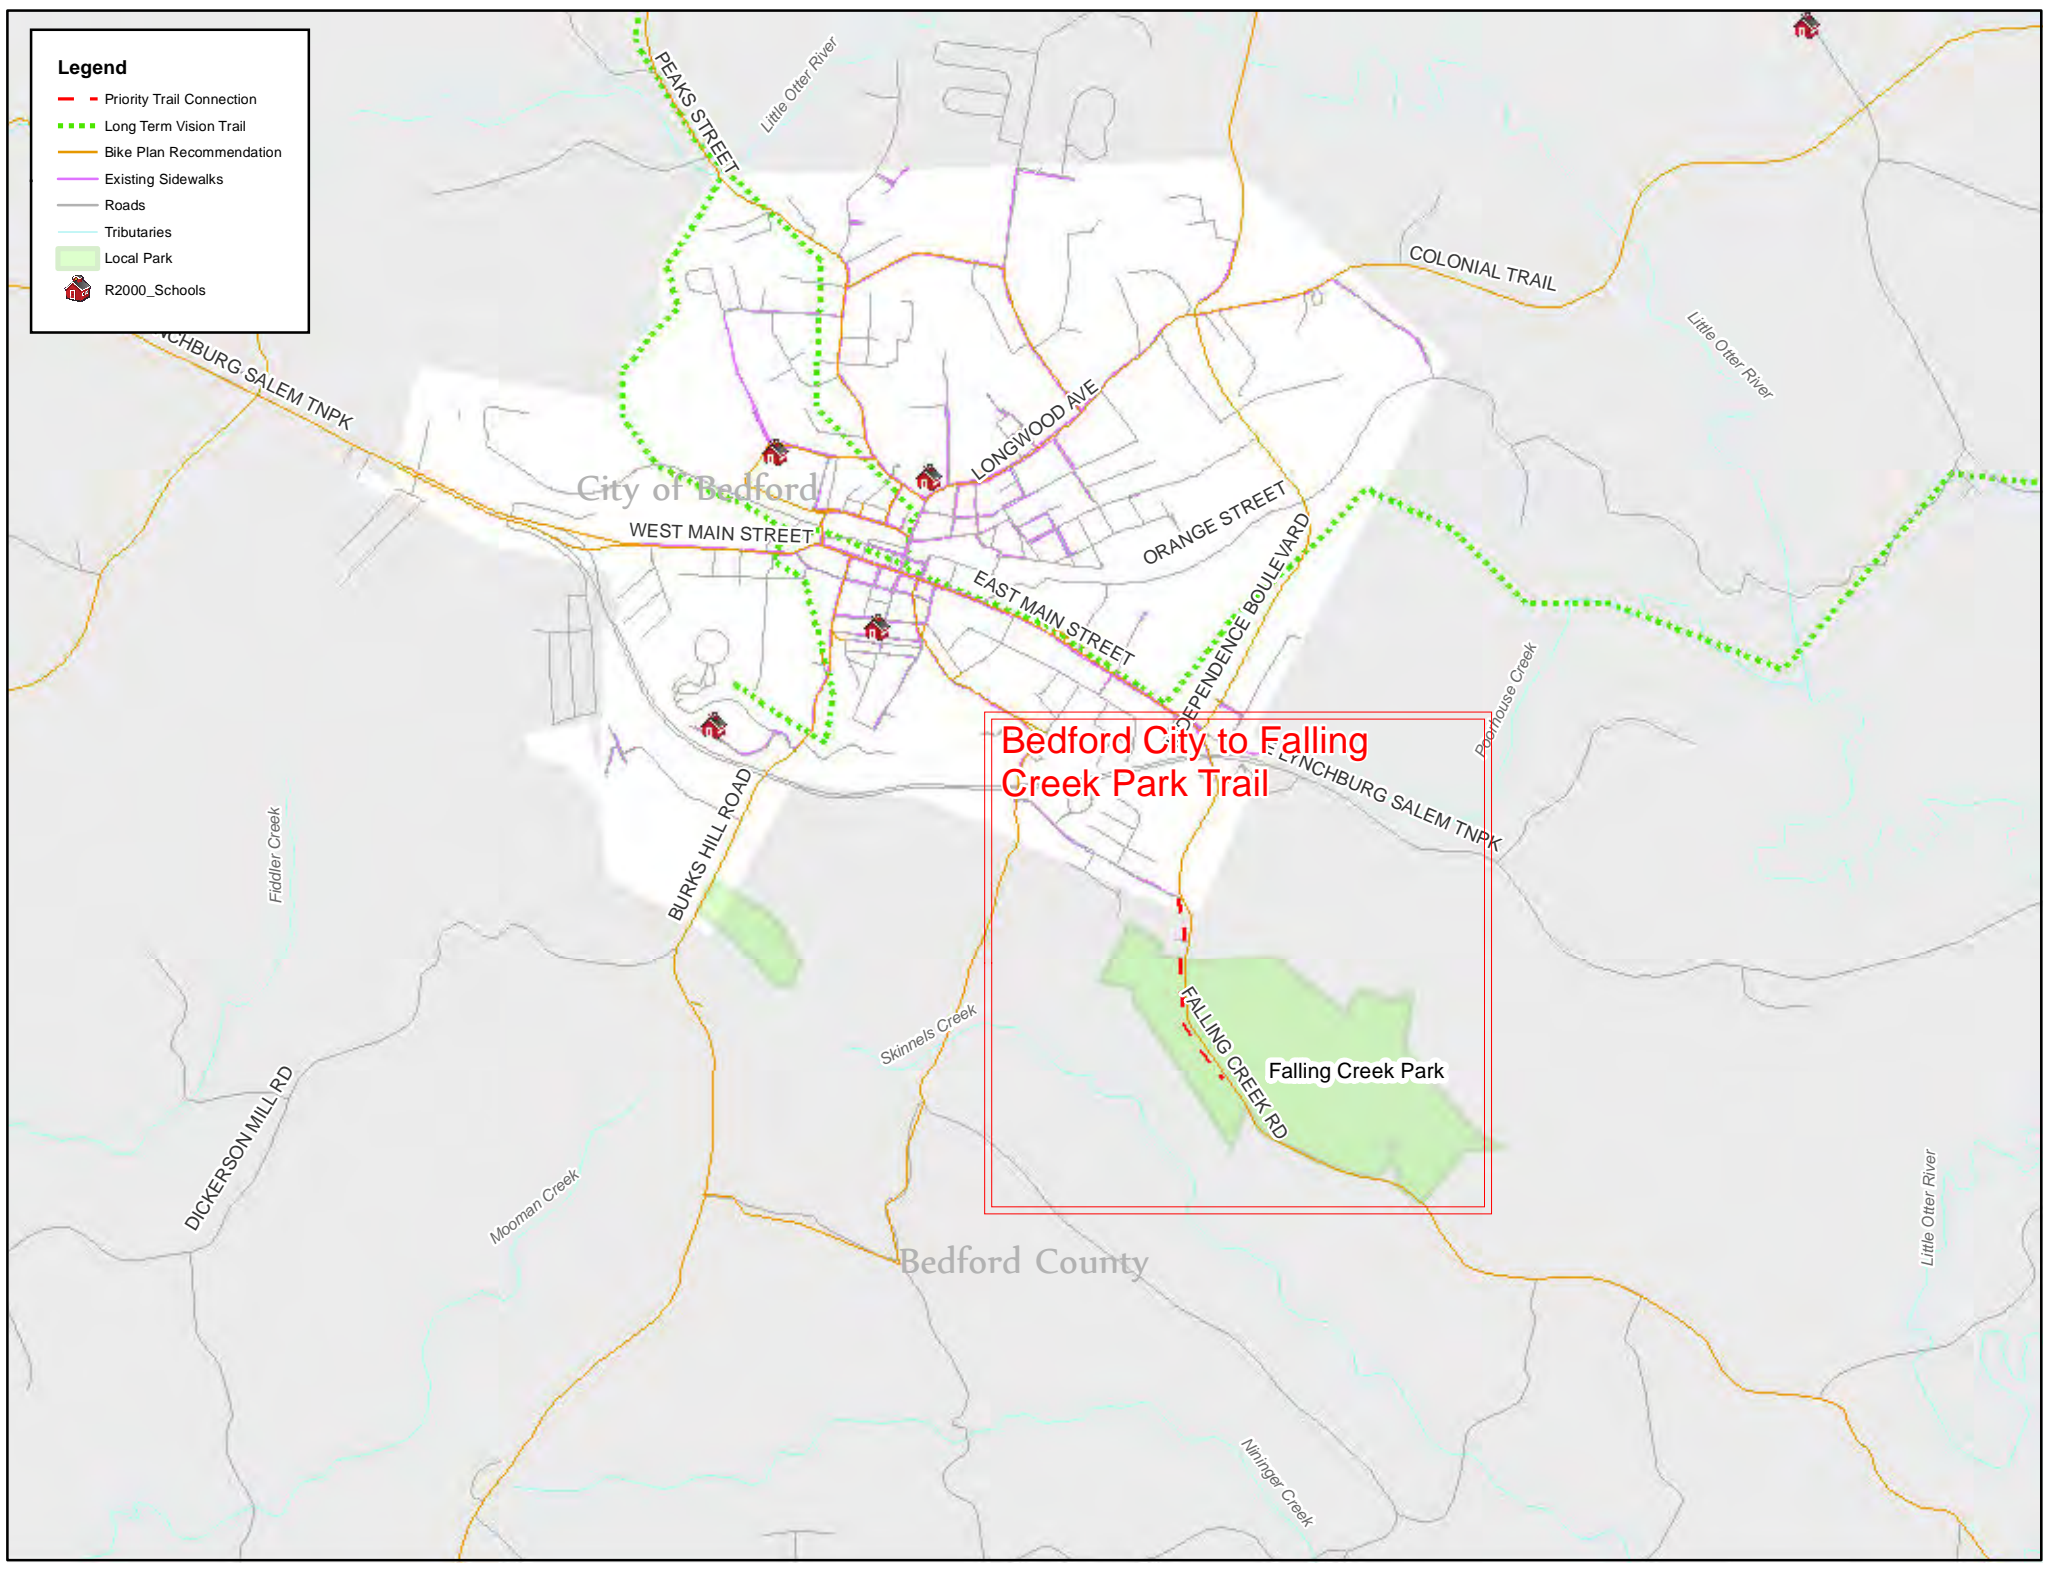 Legend
Priority Trail Connection
Long Term Vision Trail
Bike Plan Recommendation
Existing Sidewalks
Roads
Tributaries
Local Park
R2000_Schools
PEAKS STREET
Little Otter River
COLONIAL TRAIL
Little Otter River
NCHBURG SALEM TNPK
LONGWOOD AVE
City of Bedford
WEST MAIN STREET
ORANGE STREET
EAST MAIN STREET
INDEPENDENCE BOULEVARD
Poorhouse Creek
Bedford City to Falling
Creek Park Trail
E LYNCHBURG SALEM TNPK
BURKS HILL ROAD
Fiddler Creek
Skinnels Creek
FALLING CREEK RD
Falling Creek Park
DICKERSON MILL RD
Mooman Creek
Little Otter River
Bedford County
Nininger Creek